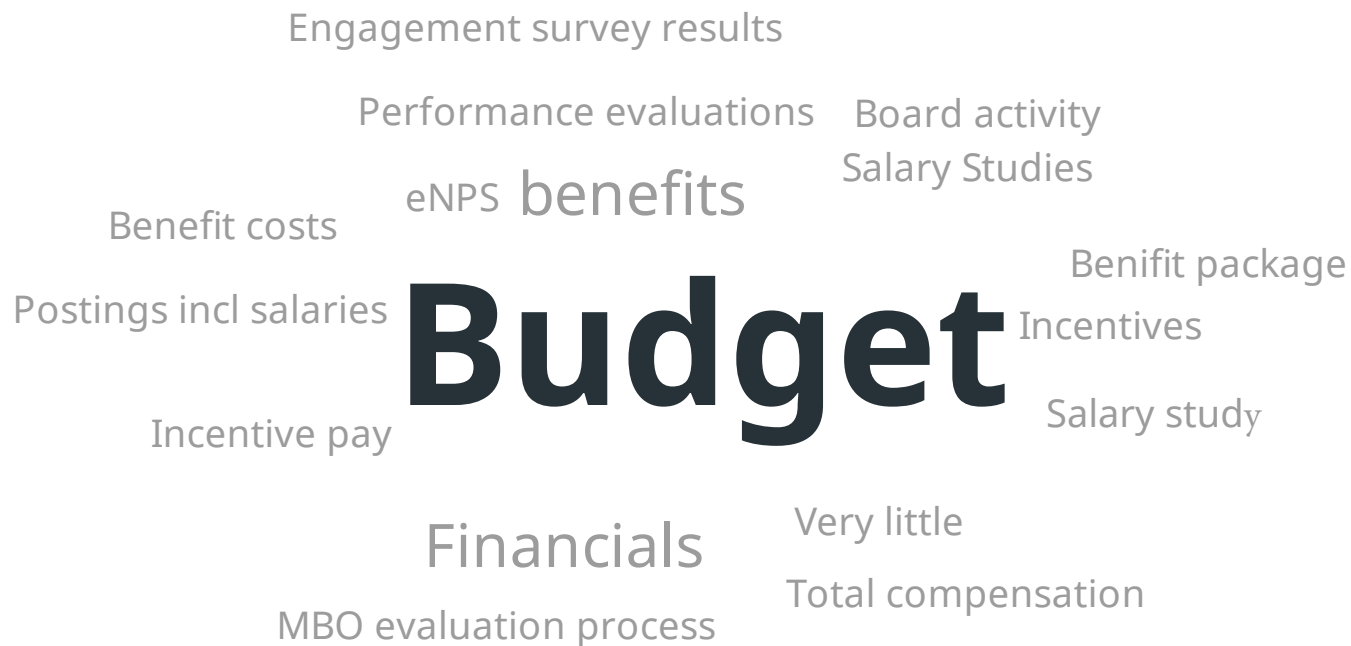 Engagement survey results
Performance evaluations
Board activity
Salary Studies
eNPS
benefits
Benefit costs
Benifit package
Postings incl salaries
Budget
Incentives
Incentive pay
Salary study
Financials
Very little
Total compensation
MBO evaluation process